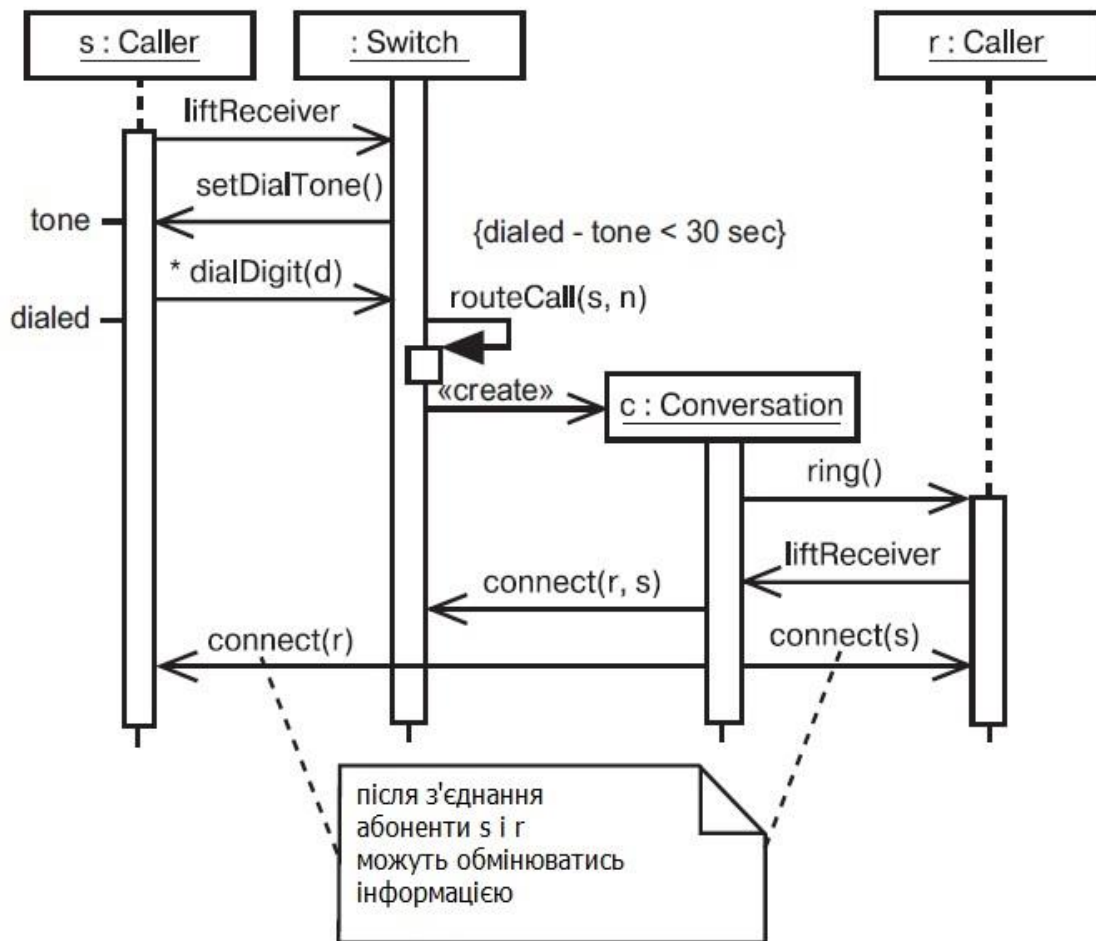 s : Caller
: Switch
r : Caller
liftReceiver
setDialTone()
tone
{dialed - tone < 30 sec}
* dialDigit(d)
routeCall(s, n)
dialed
«create»
c : Conversation
ring()
liftReceiver
connect(r, s)
connect(r)
connect(s)
після з'єднання
абоненти s і r
можуть обмінюватись
інформацією